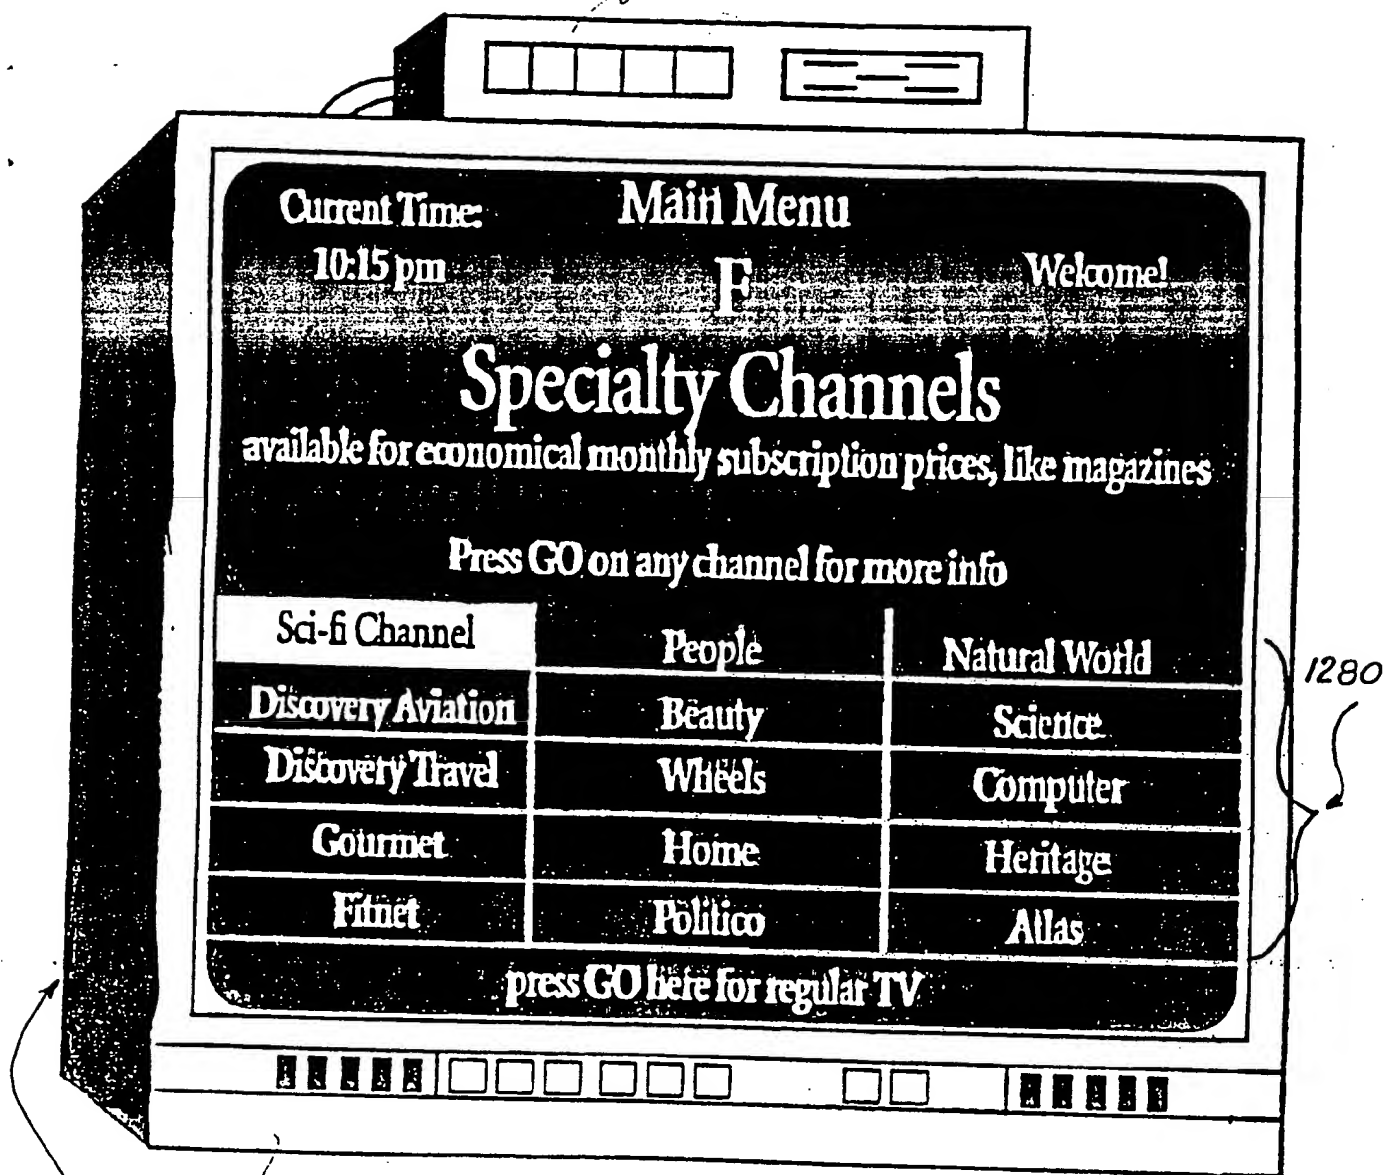 Current Time: Main Menu
10:15 pm F Welcome!
Specialty Channels
available for economical monthly subscription prices, like magazines
Press GO on any channel for more info
Sci-fi Channel People Natural World
Discovery Aviation Beauty Science
Discovery Travel Wheels Computer
Gourmet Home Heritage
Fitnet Politico Atlas
press GO here for regular TV
1280